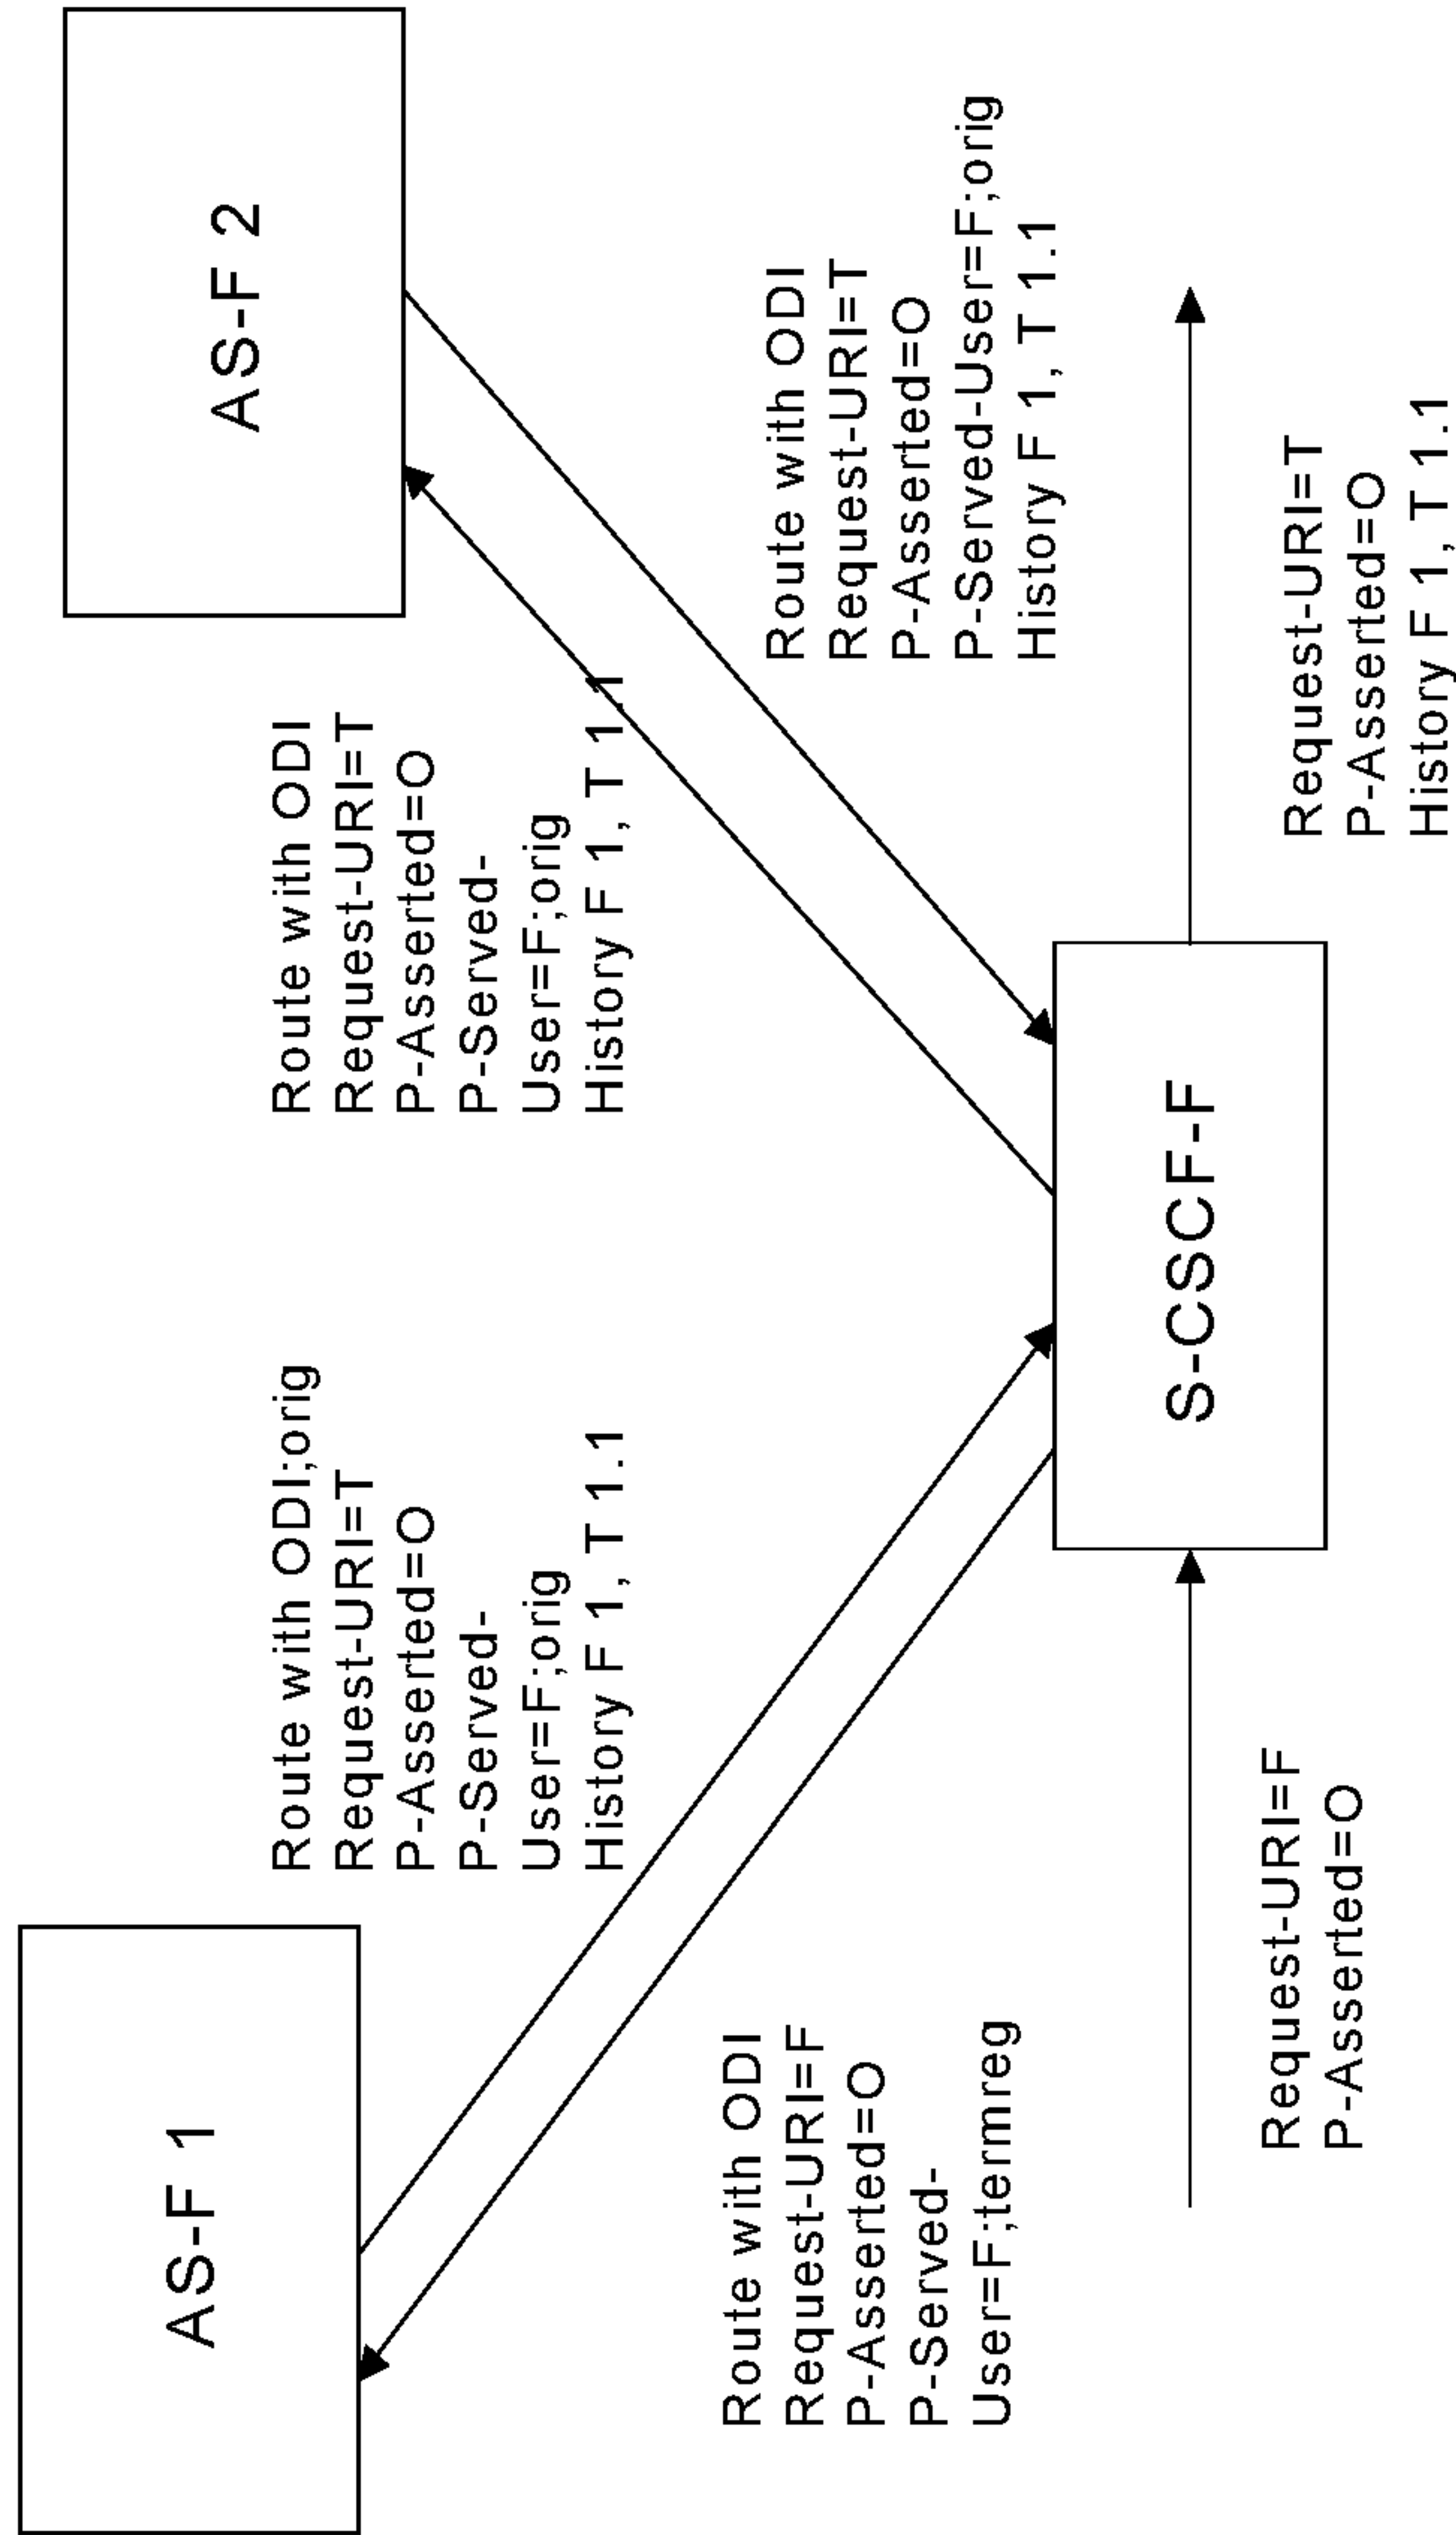 AS-F 1
AS-F 2
Route with ODI;orig
Request-URI=T
P-Asserted=O
P-Served-
User=F;orig
History F 1, T 1.1
Route with ODI
Request-URI=T
P-Asserted=O
P-Served-
User=F;orig
History F 1, T 1.1
Route with ODI
Request-URI=F
P-Asserted=O
P-Served-
User=F;termreg
Route with ODI
Request-URI=T
P-Asserted=O
P-Served-User=F;orig
History F 1, T 1.1
S-CSCF-F
Request-URI=F
P-Asserted=O
Request-URI=T
P-Asserted=O
History F 1, T 1.1